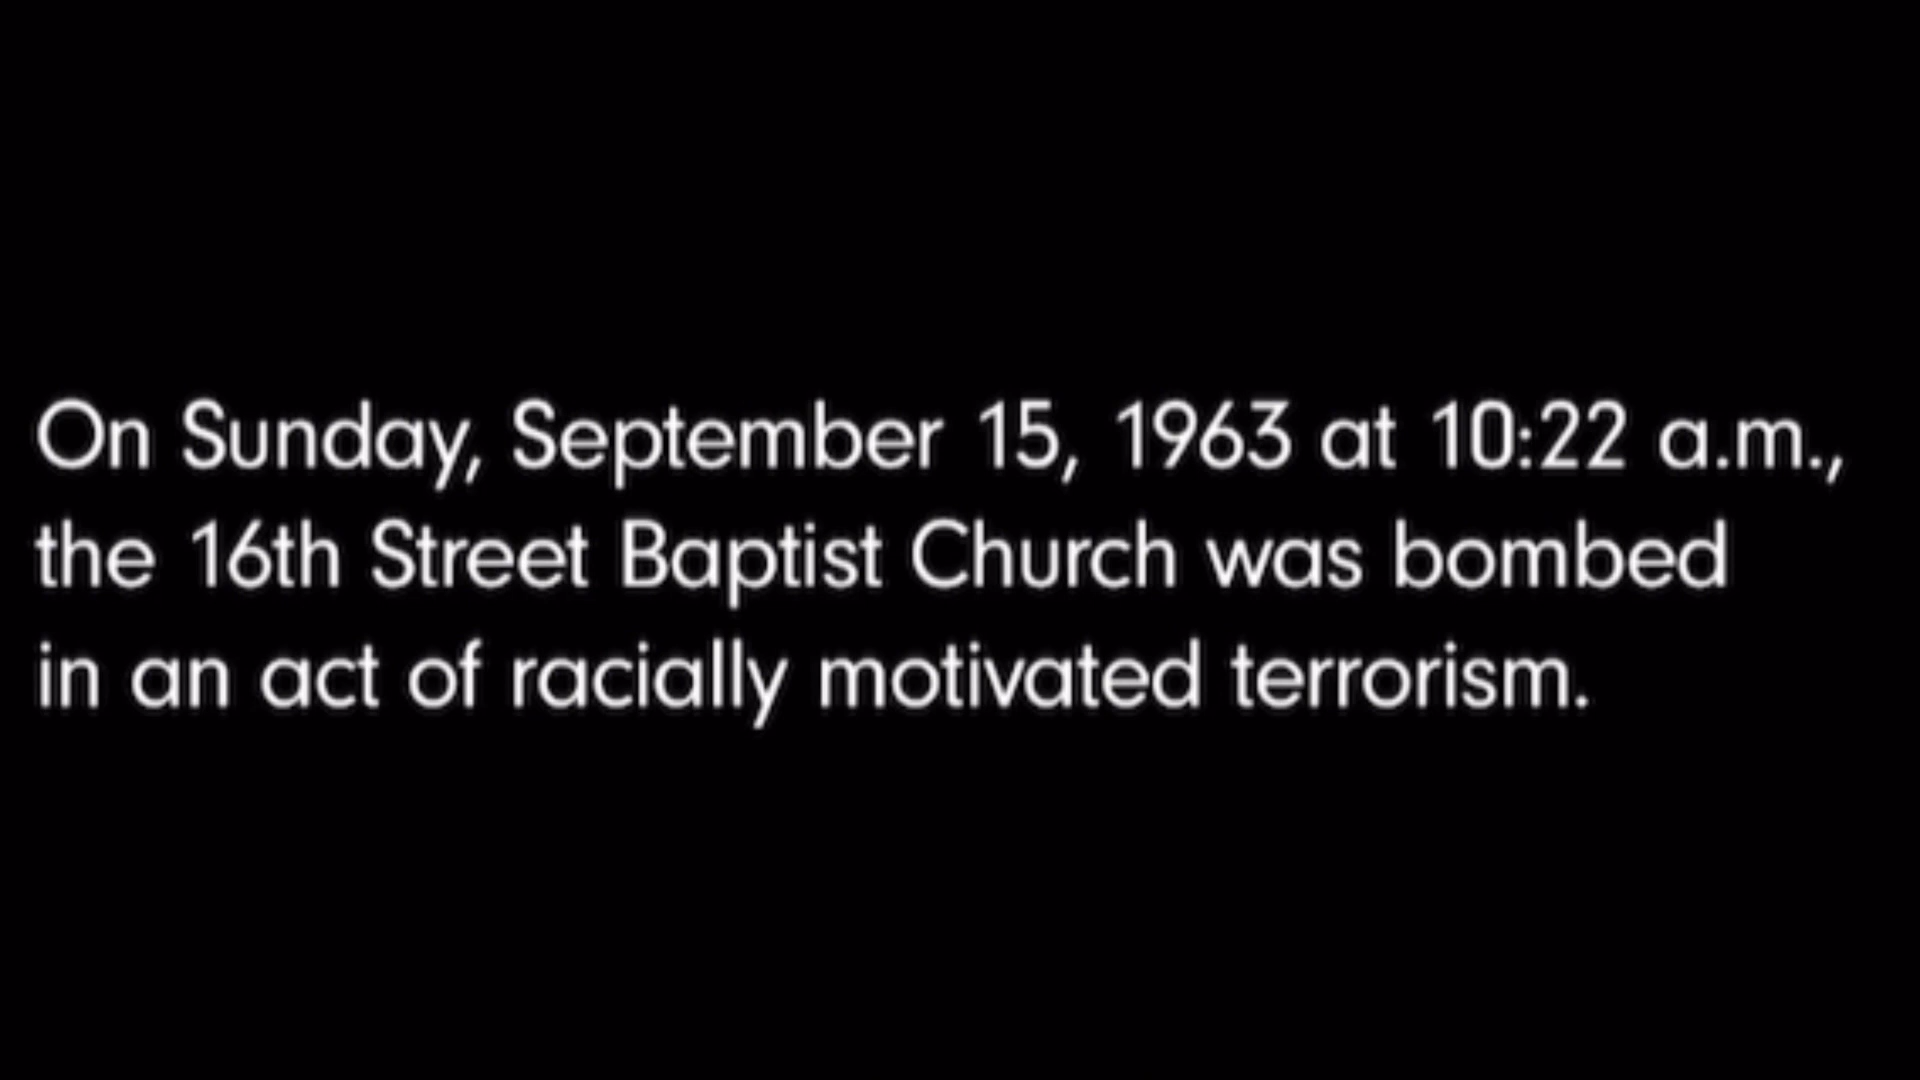 On Sunday, September 15, 1963 at 10:22 a.m.,
the 16th Street Baptist Church was bombed
in an act of racially motivated terrorism.